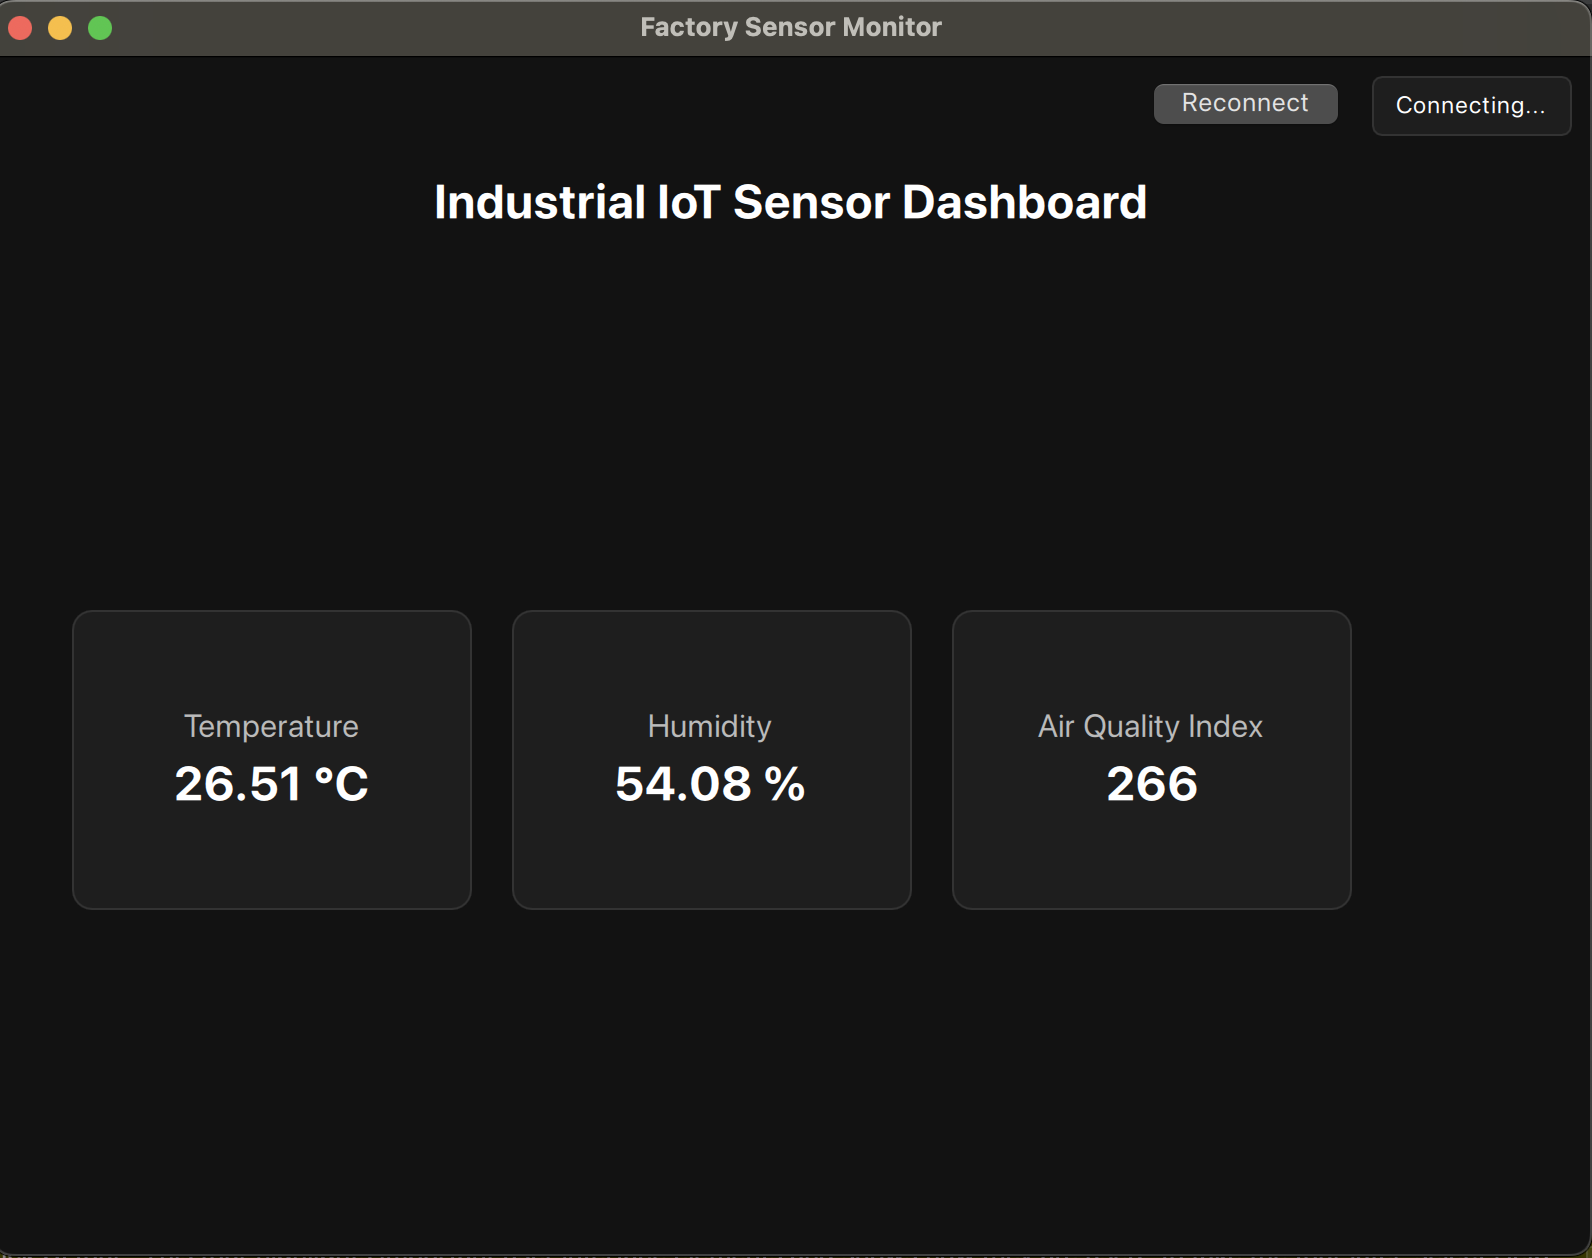 Factory Sensor Monitor
Reconnect
Connecting...
Industrial IoT Sensor Dashboard
Temperature
26.51 °C
Humidity
54.08 %
Air Quality Index
266